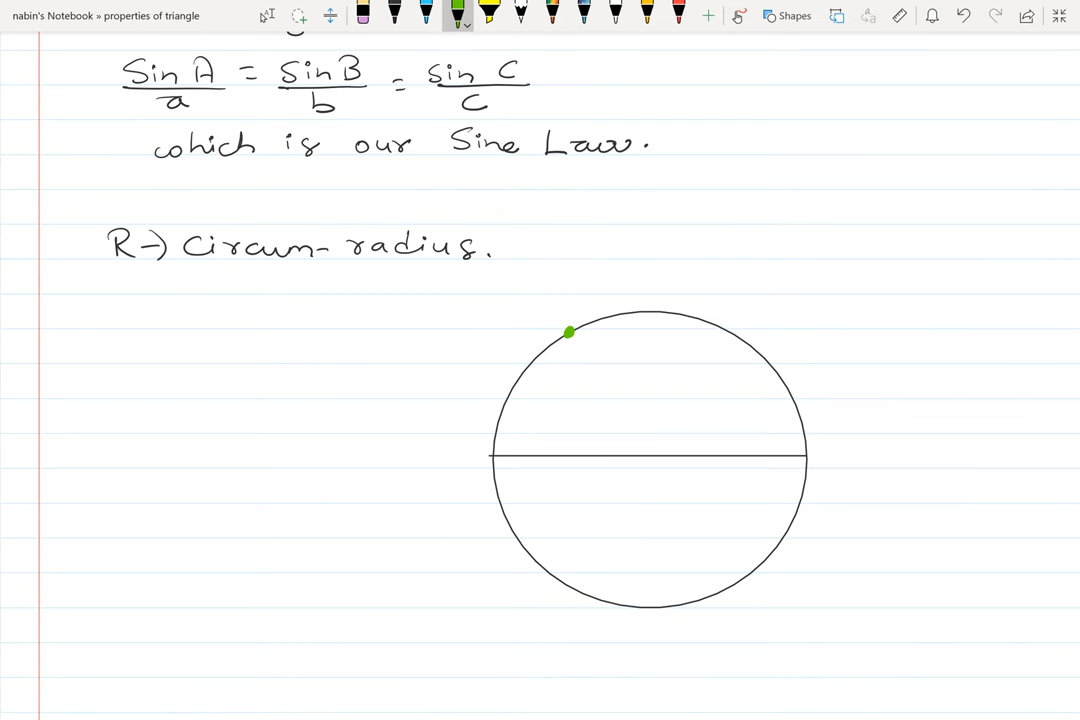 nabin's Notebook » properties of triangle
Shapes
Sin A/a = Sin B/b = Sin C/c
which is our Sine Law.
R→ Circum-radius.